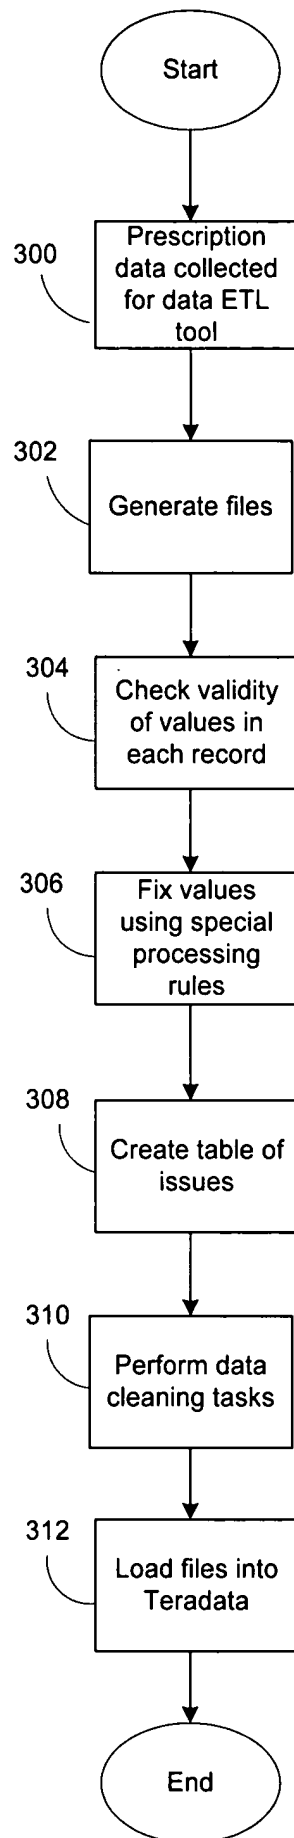 Start
300
Prescription
data collected
for data ETL
tool
302
Generate files
304
Check validity
of values in
each record
306
Fix values
using special
processing
rules
308
Create table of
issues
310
Perform data
cleaning tasks
312
Load files into
Teradata
End